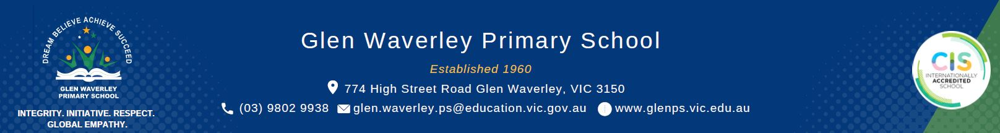 DREAM BELIEVE ACHIEVE SUCCEED
GLEN WAVERLEY
PRIMARY SCHOOL
INTEGRITY. INITIATIVE. RESPECT.
GLOBAL EMPATHY.
Glen Waverley Primary School
Established 1960
774 High Street Road Glen Waverley, VIC 3150
(03) 9802 9938 glen.waverley.ps@education.vic.gov.au www.glenps.vic.edu.au
CIS
INTERNATIONALLY
ACCREDITED
SCHOOL